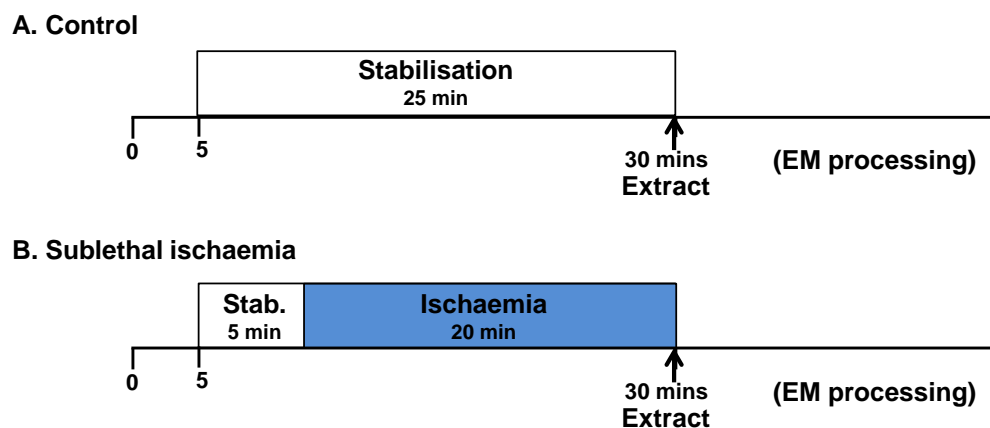 A. Control
Stabilisation
25 min
0
5
30 mins
Extract
(EM processing)
B. Sublethal ischaemia
Stab.
5 min
Ischaemia
20 min
0
5
30 mins
Extract
(EM processing)